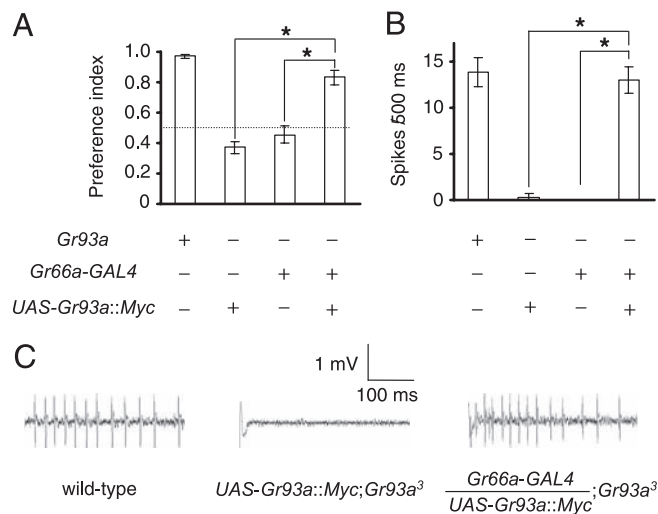 A
Preference index
1.0
0.8
0.6
0.4
0.2
0
*
*
B
Spikes 500 ms
15
10
5
0
*
*
Gr93a + − − − + − − −
Gr66a-GAL4 − − + + − − + +
UAS-Gr93a::Myc − + − + − + − +
C
1 mV
100 ms
wild-type
UAS-Gr93a::Myc;Gr93a³
Gr66a-GAL4
UAS-Gr93a::Myc ;Gr93a³